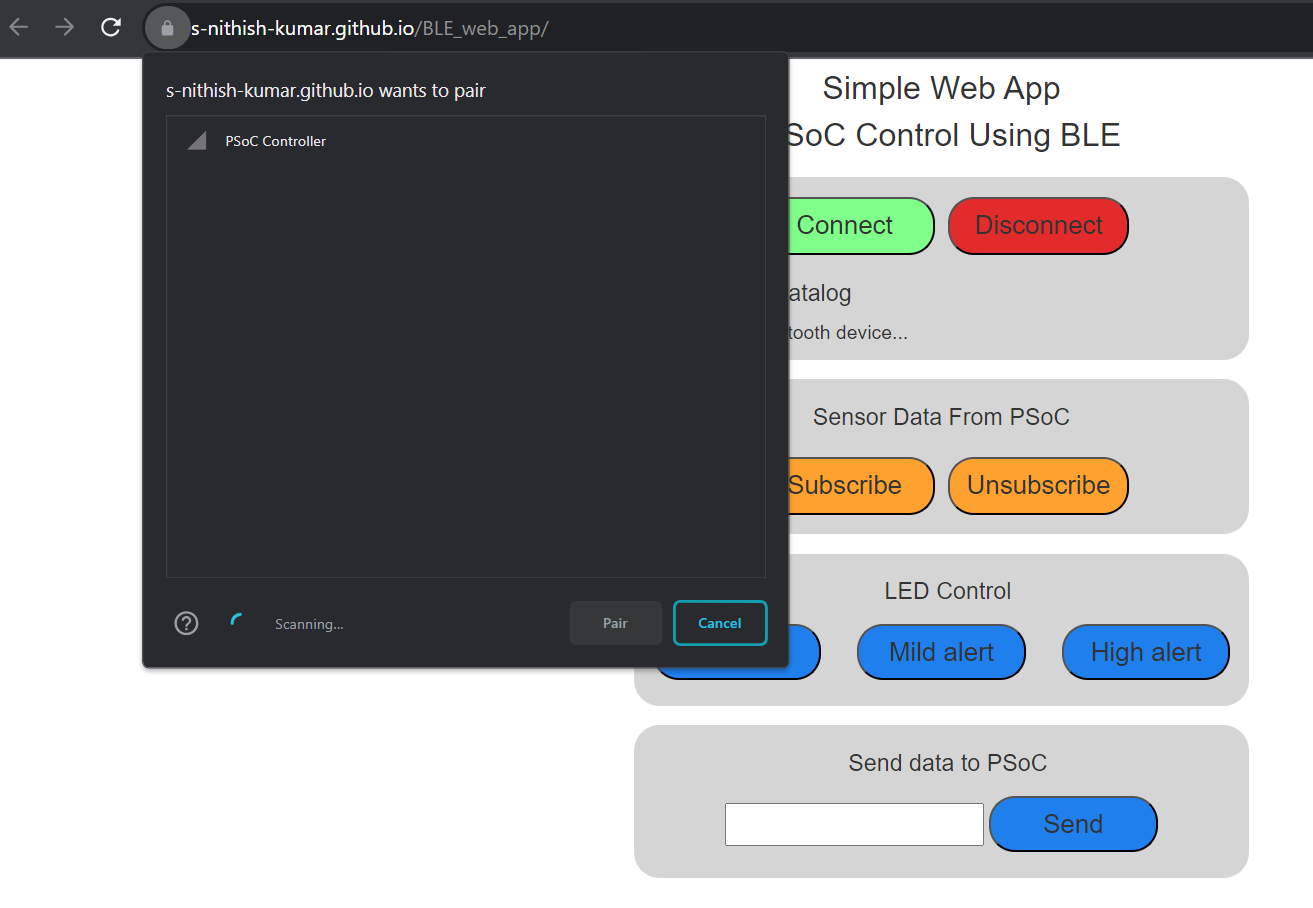 s-nithish-kumar.github.io/BLE_web_app/
s-nithish-kumar.github.io wants to pair
PSoC Controller
Scanning...
Pair
Cancel
Simple Web App
SoC Control Using BLE
Connect
Disconnect
atalog
tooth device...
Sensor Data From PSoC
Subscribe
Unsubscribe
LED Control
Mild alert
High alert
Send data to PSoC
Send